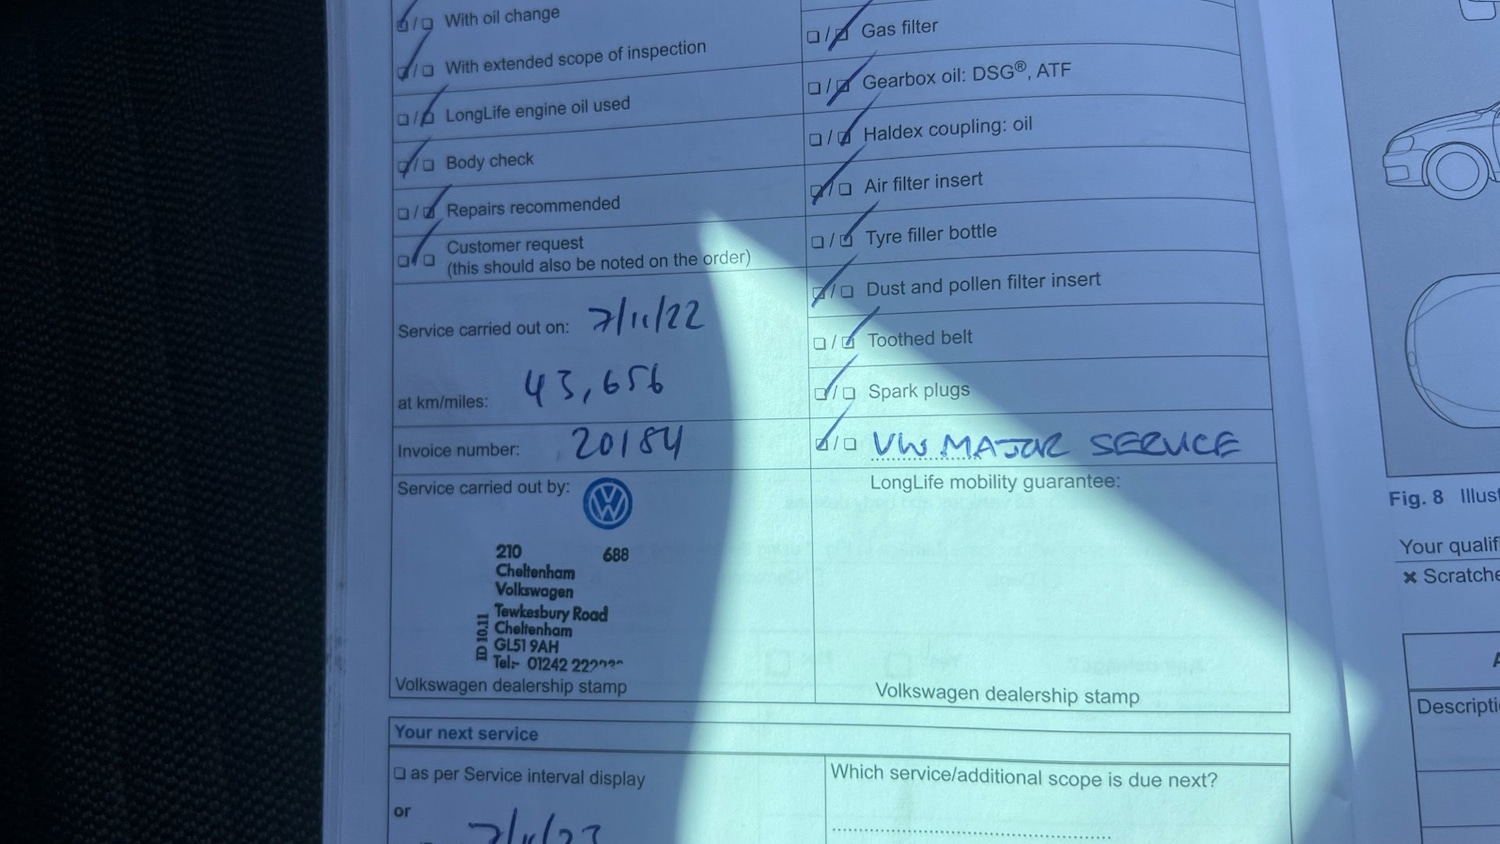 With oil change
With extended scope of inspection
LongLife engine oil used
Body check
Repairs recommended
Customer request
(this should also be noted on the order)
Service carried out on: 7/11/22
at km/miles: 43,656
Invoice number: 20184
Service carried out by:
210 688
Cheltenham
Volkswagen
Tewkesbury Road
Cheltenham
GL51 9AH
Tel:- 01242
ID 10.11
Volkswagen dealership stamp
Gas filter
Gearbox oil: DSG®, ATF
Haldex coupling: oil
Air filter insert
Tyre filler bottle
Dust and pollen filter insert
Toothed belt
Spark plugs
VW MAJOR SERVICE
LongLife mobility guarantee:
Volkswagen dealership stamp
Your next service
as per Service interval display
or
7/11/23
Which service/additional scope is due next?
Fig. 8 Illust
Your qualif
Scratche
Descripti